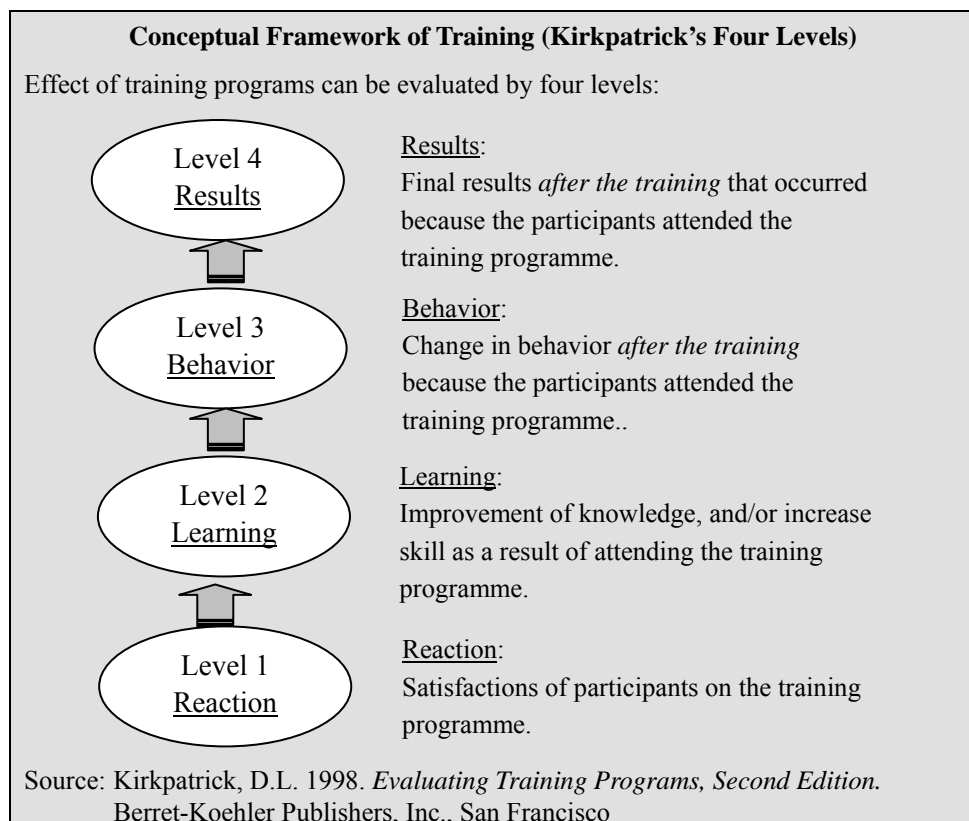 Conceptual Framework of Training (Kirkpatrick's Four Levels)
Effect of training programs can be evaluated by four levels:
Level 4
Results
Results:
Final results after the training that occurred
because the participants attended the
training programme.
Level 3
Behavior
Behavior:
Change in behavior after the training
because the participants attended the
training programme..
Level 2
Learning
Learning:
Improvement of knowledge, and/or increase
skill as a result of attending the training
programme.
Level 1
Reaction
Reaction:
Satisfactions of participants on the training
programme.
Source: Kirkpatrick, D.L. 1998. Evaluating Training Programs, Second Edition.
Berret-Koehler Publishers, Inc., San Francisco